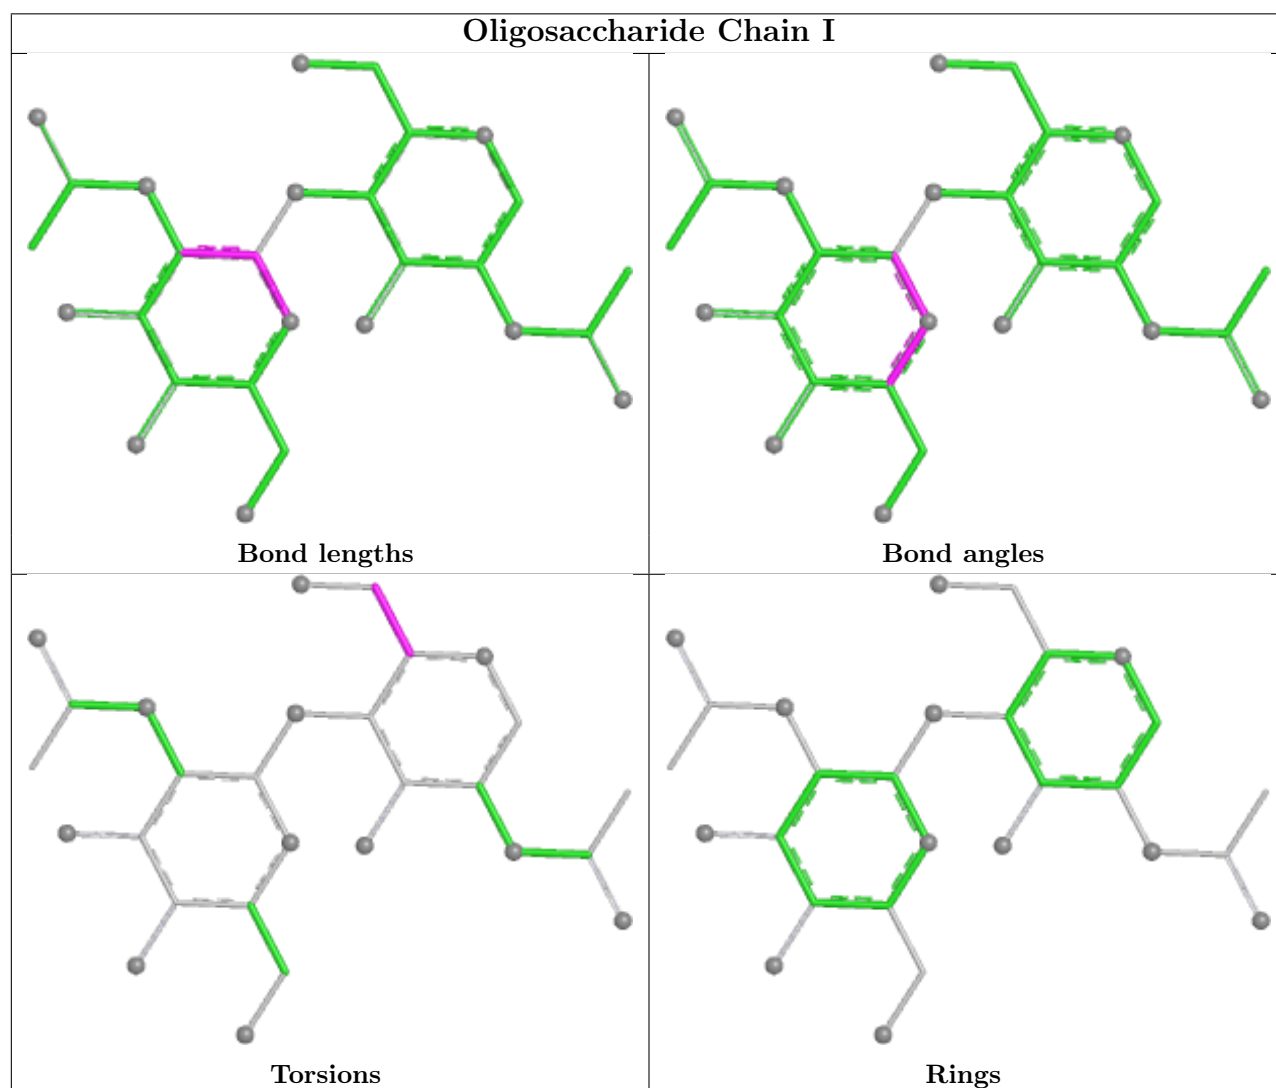 Oligosaccharide Chain I
Bond lengths
Bond angles
Torsions
Rings